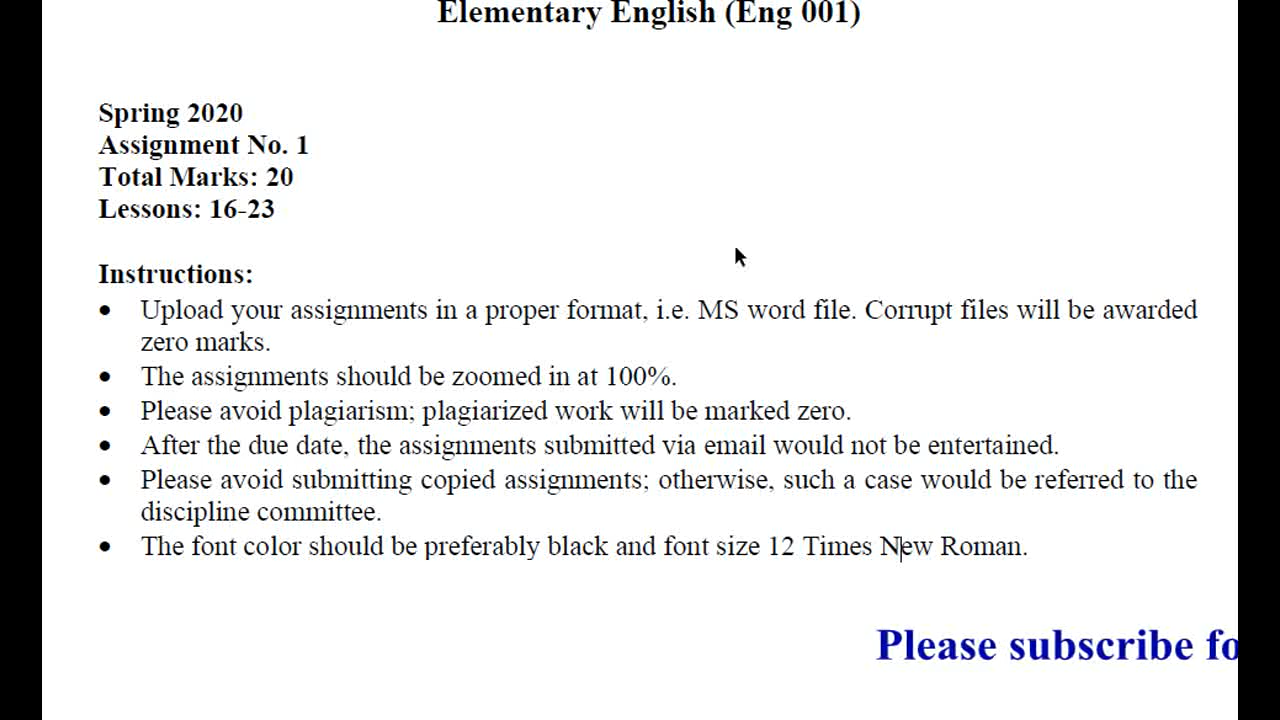 Elementary English (Eng 001)
Spring 2020
Assignment No. 1
Total Marks: 20
Lessons: 16-23
Instructions:
• Upload your assignments in a proper format, i.e. MS word file. Corrupt files will be awarded
zero marks.
• The assignments should be zoomed in at 100%.
• Please avoid plagiarism; plagiarized work will be marked zero.
• After the due date, the assignments submitted via email would not be entertained.
• Please avoid submitting copied assignments; otherwise, such a case would be referred to the
discipline committee.
• The font color should be preferably black and font size 12 Times New Roman.
Please subscribe fo